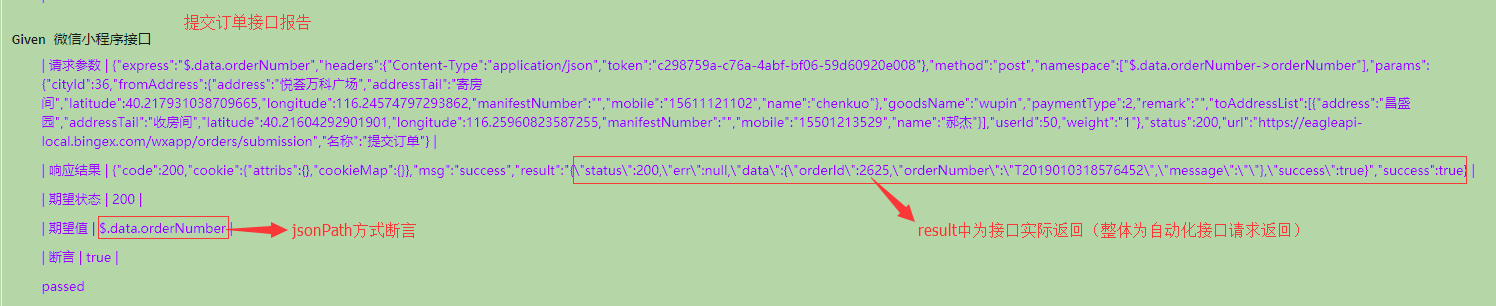 提交订单接口报告
Given 微信小程序接口
| 请求参数 | {"express":"$.data.orderNumber","headers":{"Content-Type":"application/json","token":"c298759a-c76a-4abf-bf06-59d60920e008"},"method":"post","namespace":["$.data.orderNumber->orderNumber"],"params":
{"cityId":36,"fromAddress":{"address":"悦荟万科广场","addressTail":"寄房
间","latitude":40.217931038709665,"longitude":116.24574797293862,"manifestNumber":"","mobile":"15611121102","name":"chenkuo"},"goodsName":"wupin","paymentType":2,"remark":"","toAddressList":[{"address":"昌盛
园","addressTail":"收房间","latitude":40.21604292901901,"longitude":116.25960823587255,"manifestNumber":"","mobile":"15501213529","name":"郝杰"}],"userId":50,"weight":"1"},"status":200,"url":"https://eagleapi-
local.bingex.com/wxapp/orders/submission","名称":"提交订单"} |
| 响应结果 | {"code":200,"cookie":{"attribs":{},"cookieMap":{}},"msg":"success","result":"{\"status\":200,\"err\":null,\"data\":{\"orderId\":2625,\"orderNumber\":\"T2019010318576452\",\"message\":\"\"},\"success\":true}","success":true} |
| 期望状态 | 200 |
| 期望值 | $.data.orderNumber |
jsonPath方式断言
result中为接口实际返回（整体为自动化接口请求返回）
| 断言 | true |
passed